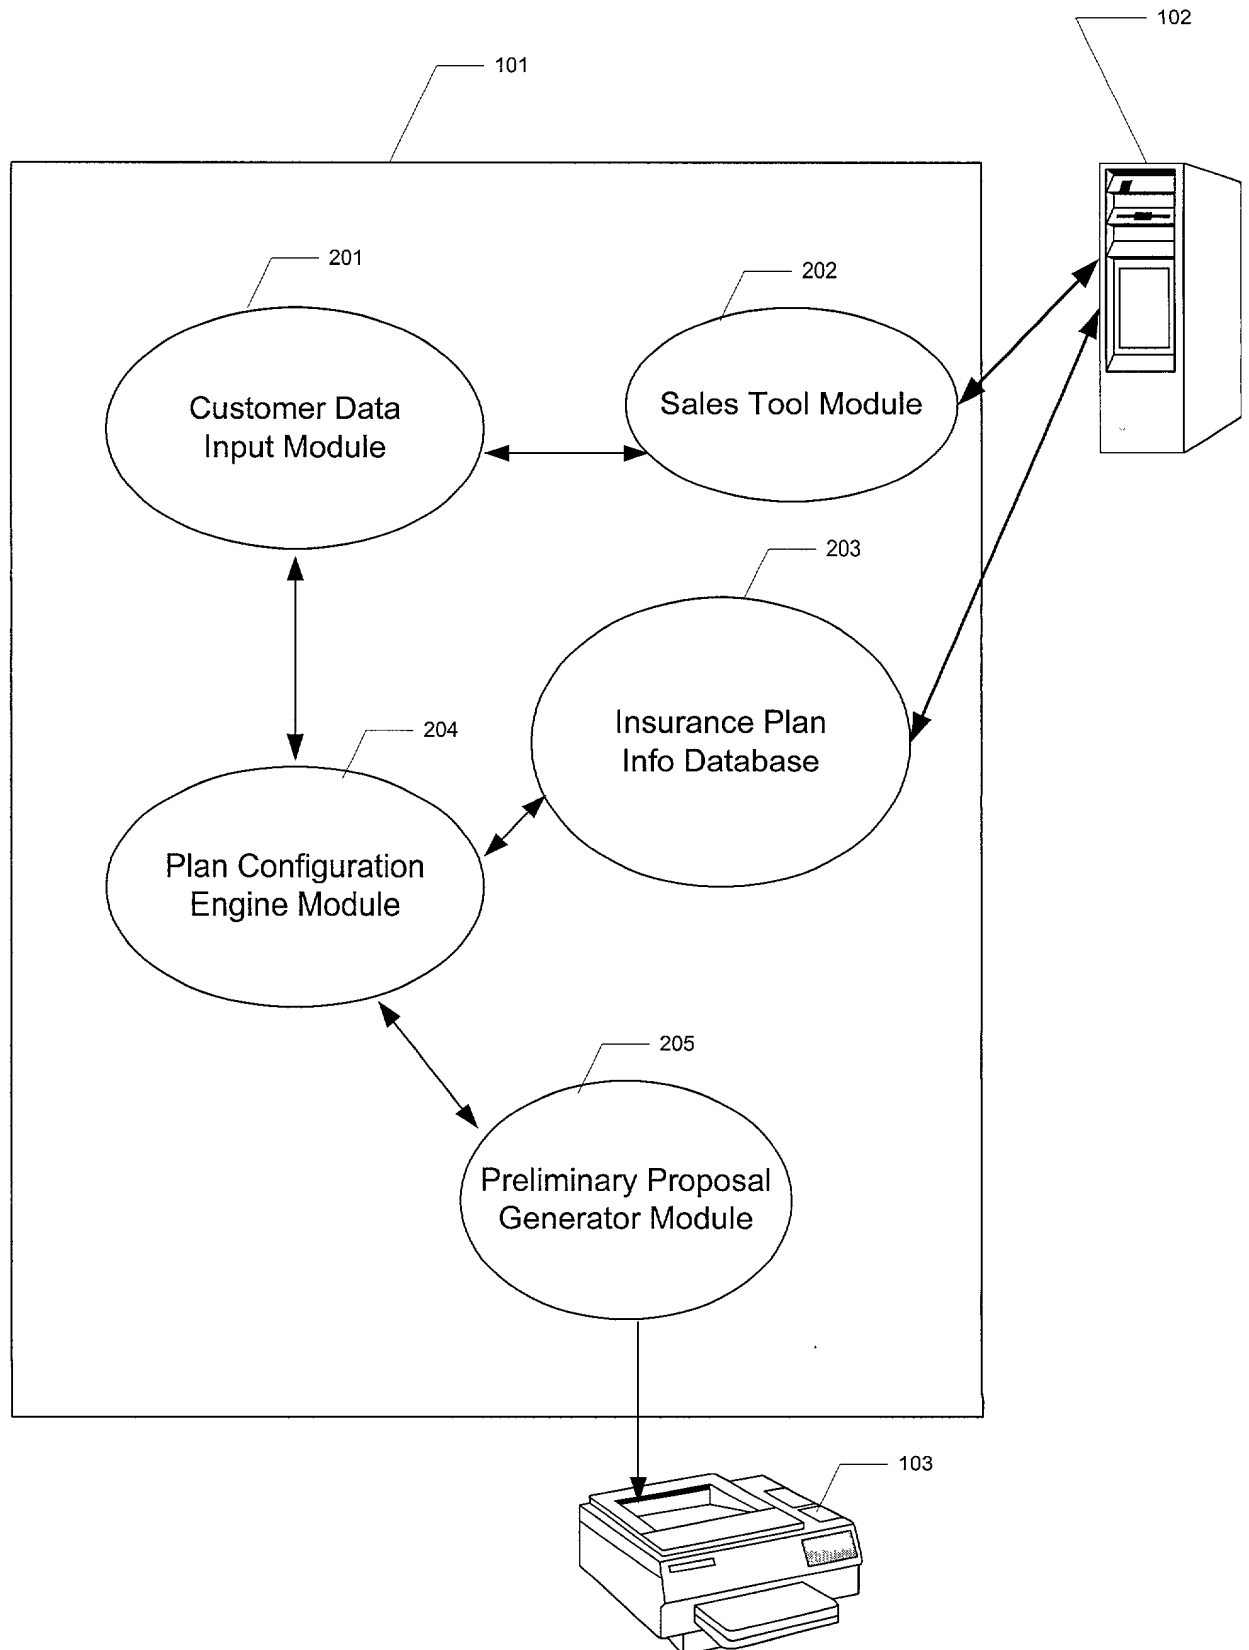 102
101
201
202
Customer Data
Input Module
Sales Tool Module
203
Insurance Plan
Info Database
204
Plan Configuration
Engine Module
205
Preliminary Proposal
Generator Module
103